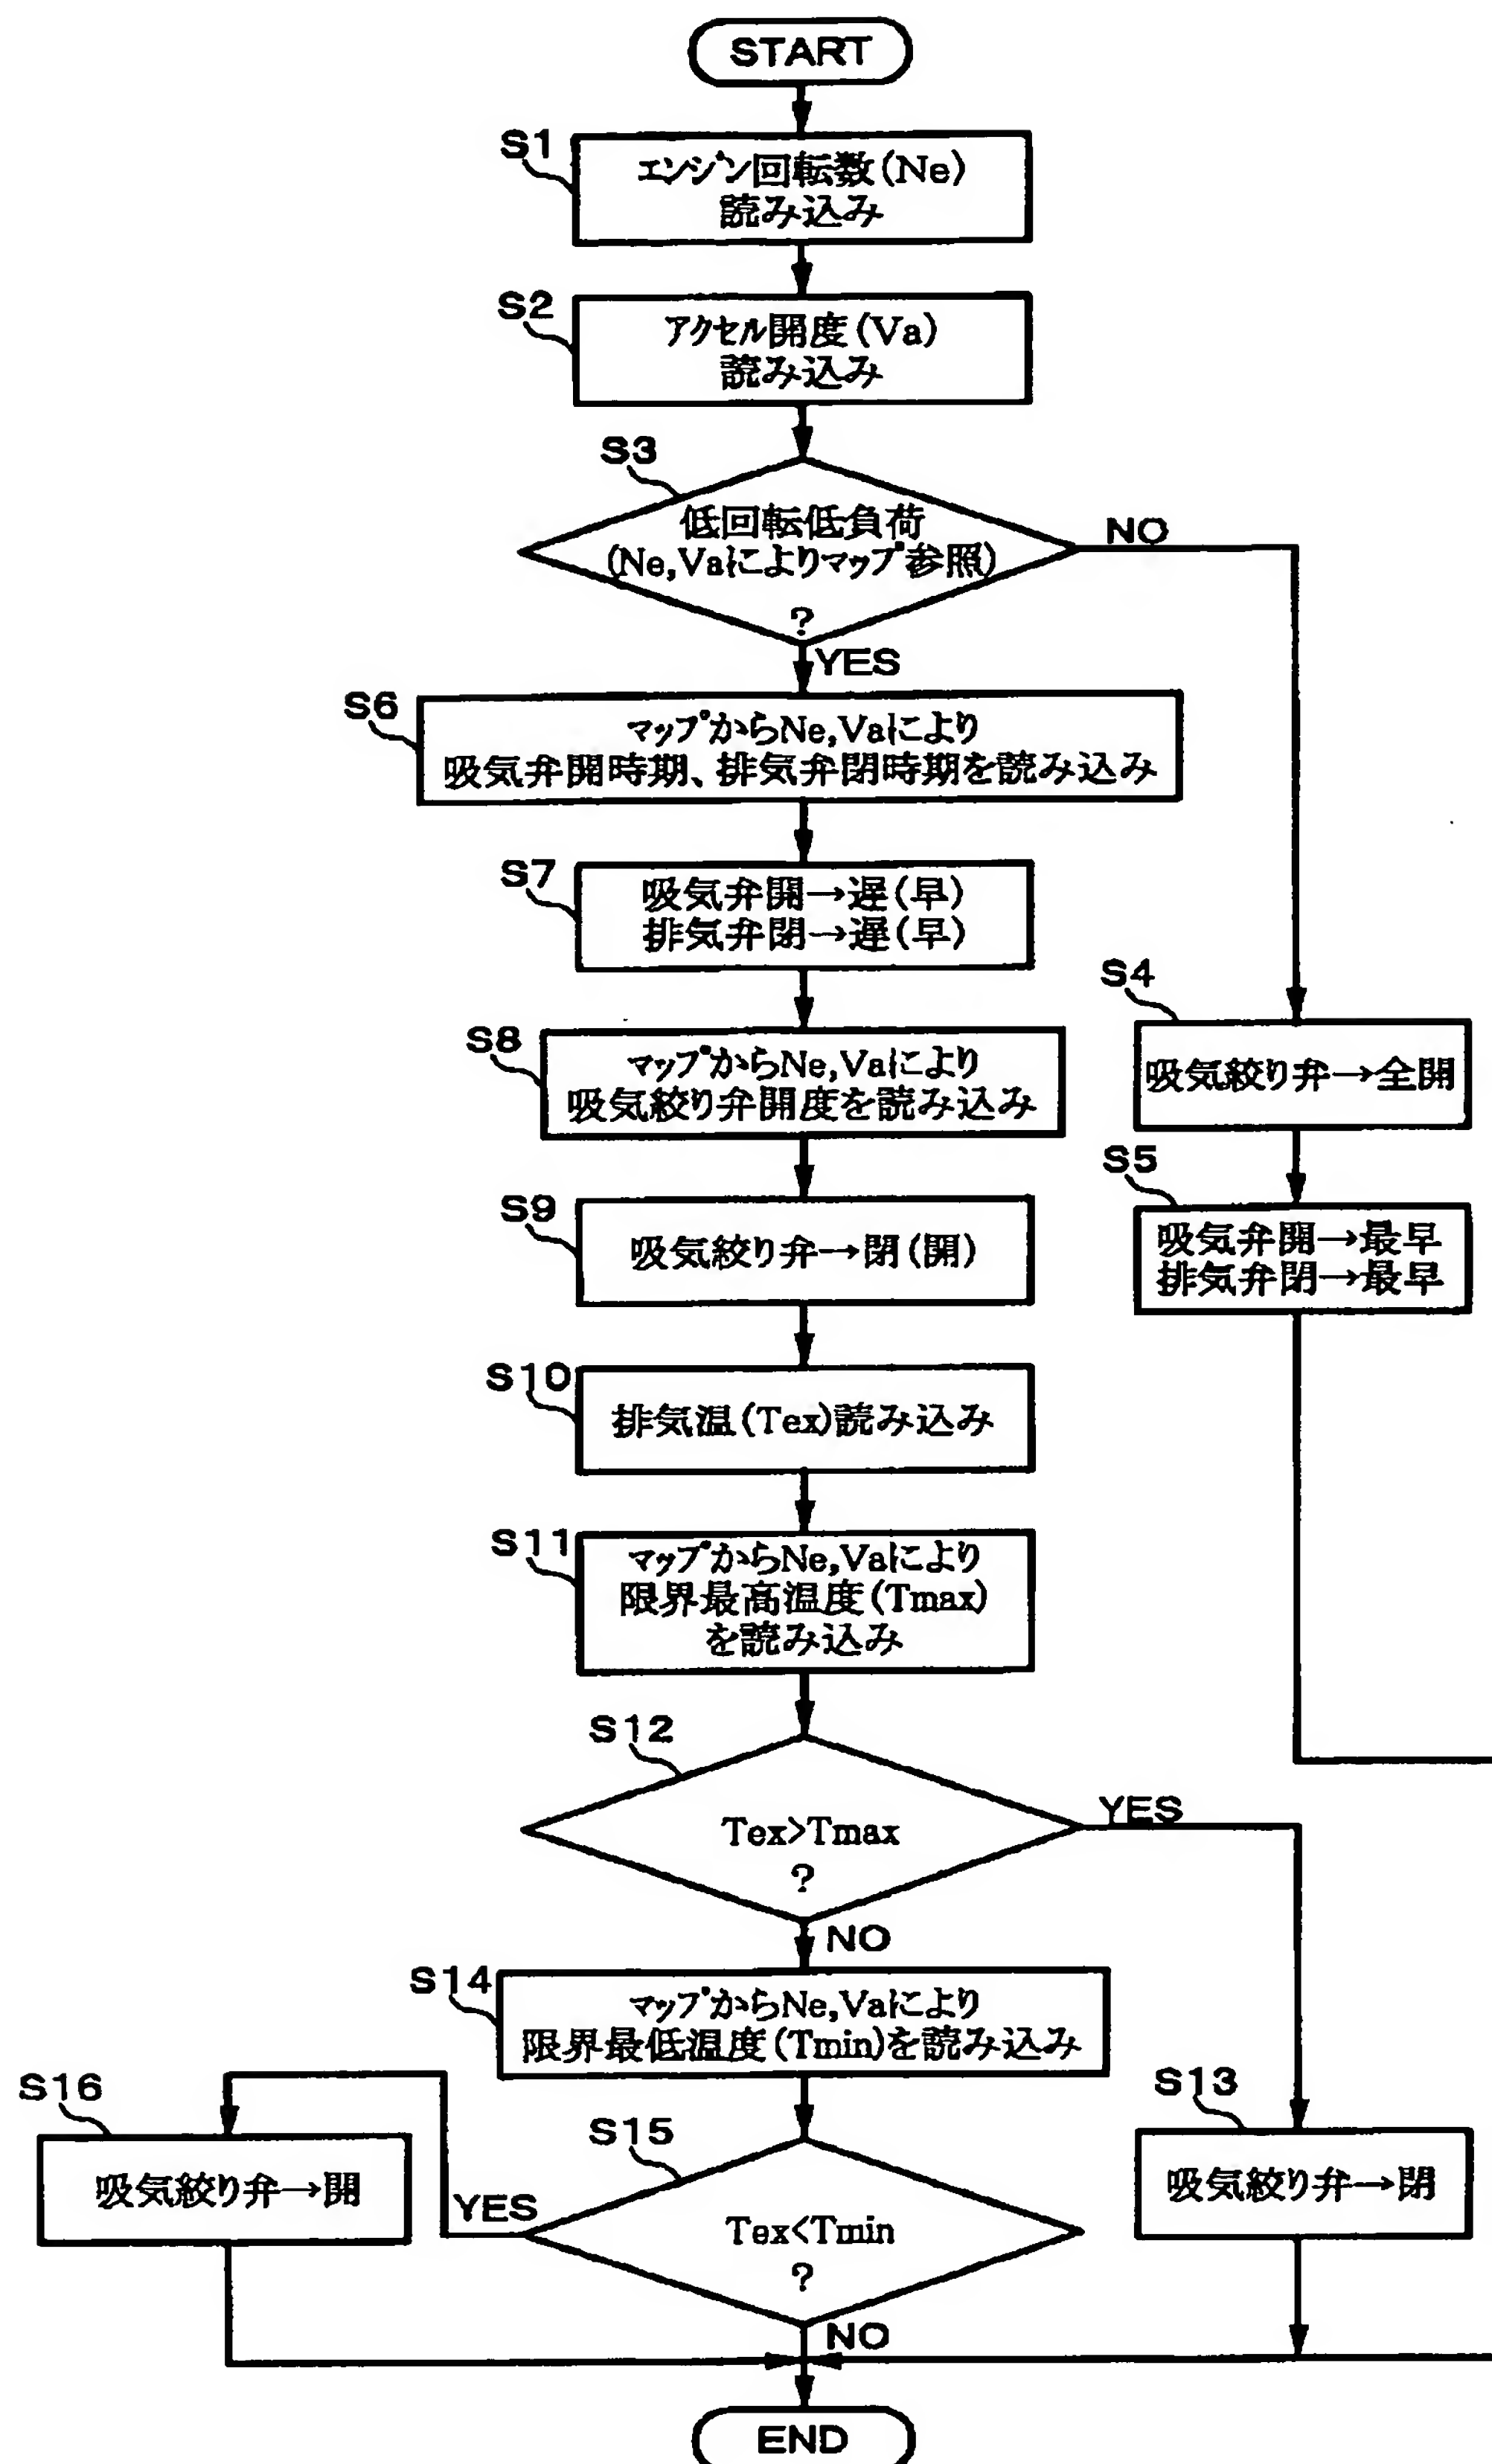 START
S1
エンジン回転数(Ne)
読み込み
S2
アクセル開度(Va)
読み込み
S3
低回転低負荷
(Ne,Vaによりマップ参照)
?
NO
YES
S6
マップからNe,Vaにより
吸気弁開時期、排気弁閉時期を読み込み
S7
吸気弁開→遅(早)
排気弁閉→遅(早)
S4
吸気絞り弁→全開
S8
マップからNe,Vaにより
吸気絞り弁開度を読み込み
S5
吸気弁開→最早
排気弁閉→最早
S9
吸気絞り弁→閉(開)
S10
排気温(Tex)読み込み
S11
マップからNe,Vaにより
限界最高温度(Tmax)
を読み込み
S12
Tex>Tmax
?
YES
NO
S14
マップからNe,Vaにより
限界最低温度(Tmin)を読み込み
S16
吸気絞り弁→開
S15
YES
Tex<Tmin
?
S13
吸気絞り弁→閉
NO
END